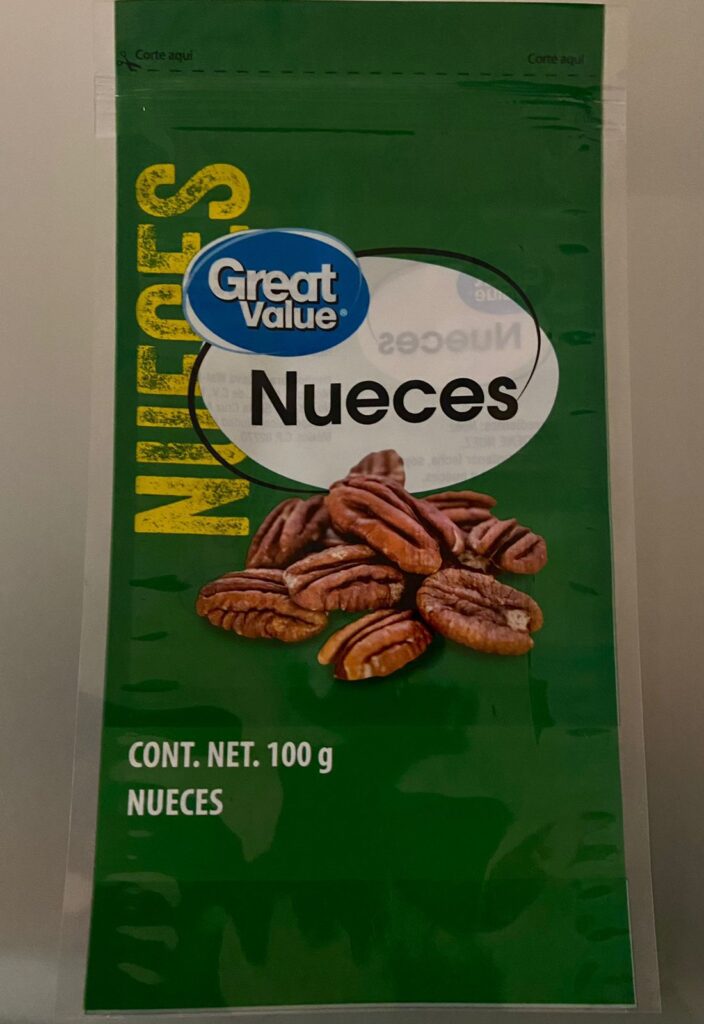 Corte aquí
Corte aquí
NUECES
Great
Value®
Nueces
CONT. NET. 100 g
NUECES